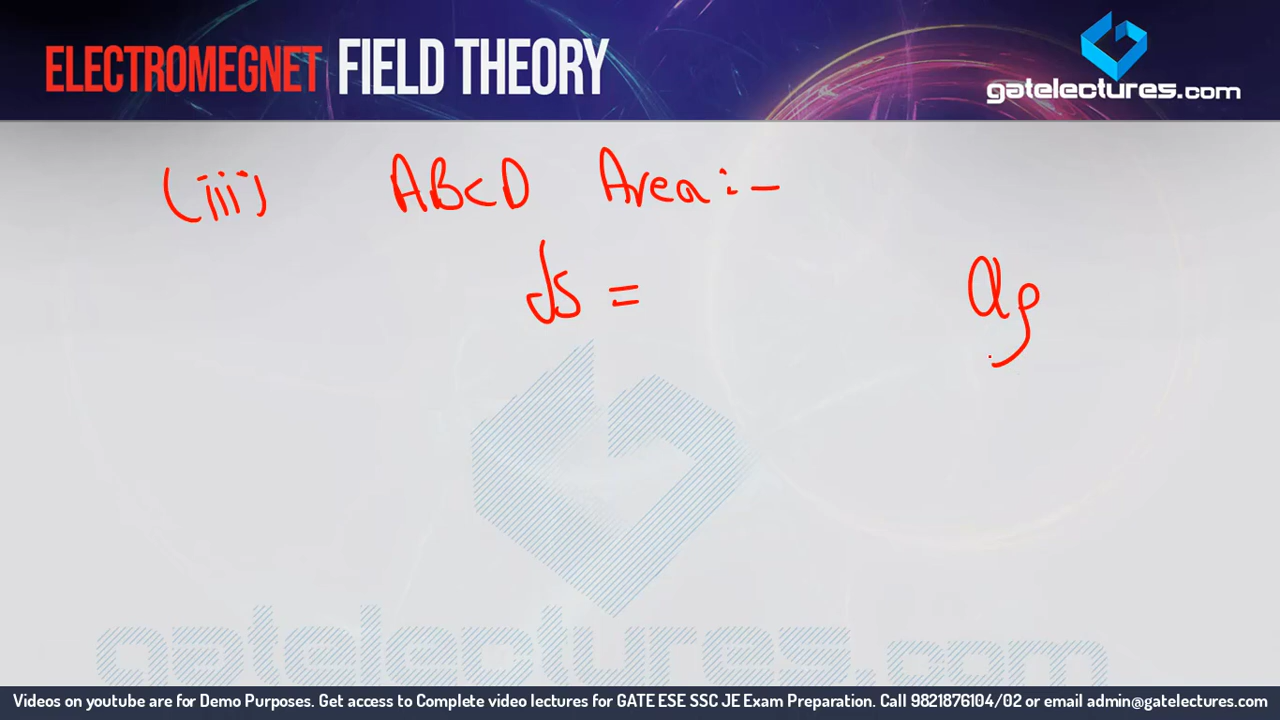 ELECTROMEGNET FIELD THEORY
gatelectures.com
(iii) ABCD Area :-
ds = aρ
gatelectures.com
Videos on youtube are for Demo Purposes. Get access to Complete video lectures for GATE ESE SSC JE Exam Preparation. Call 9821876104/02 or email admin@gatelectures.com